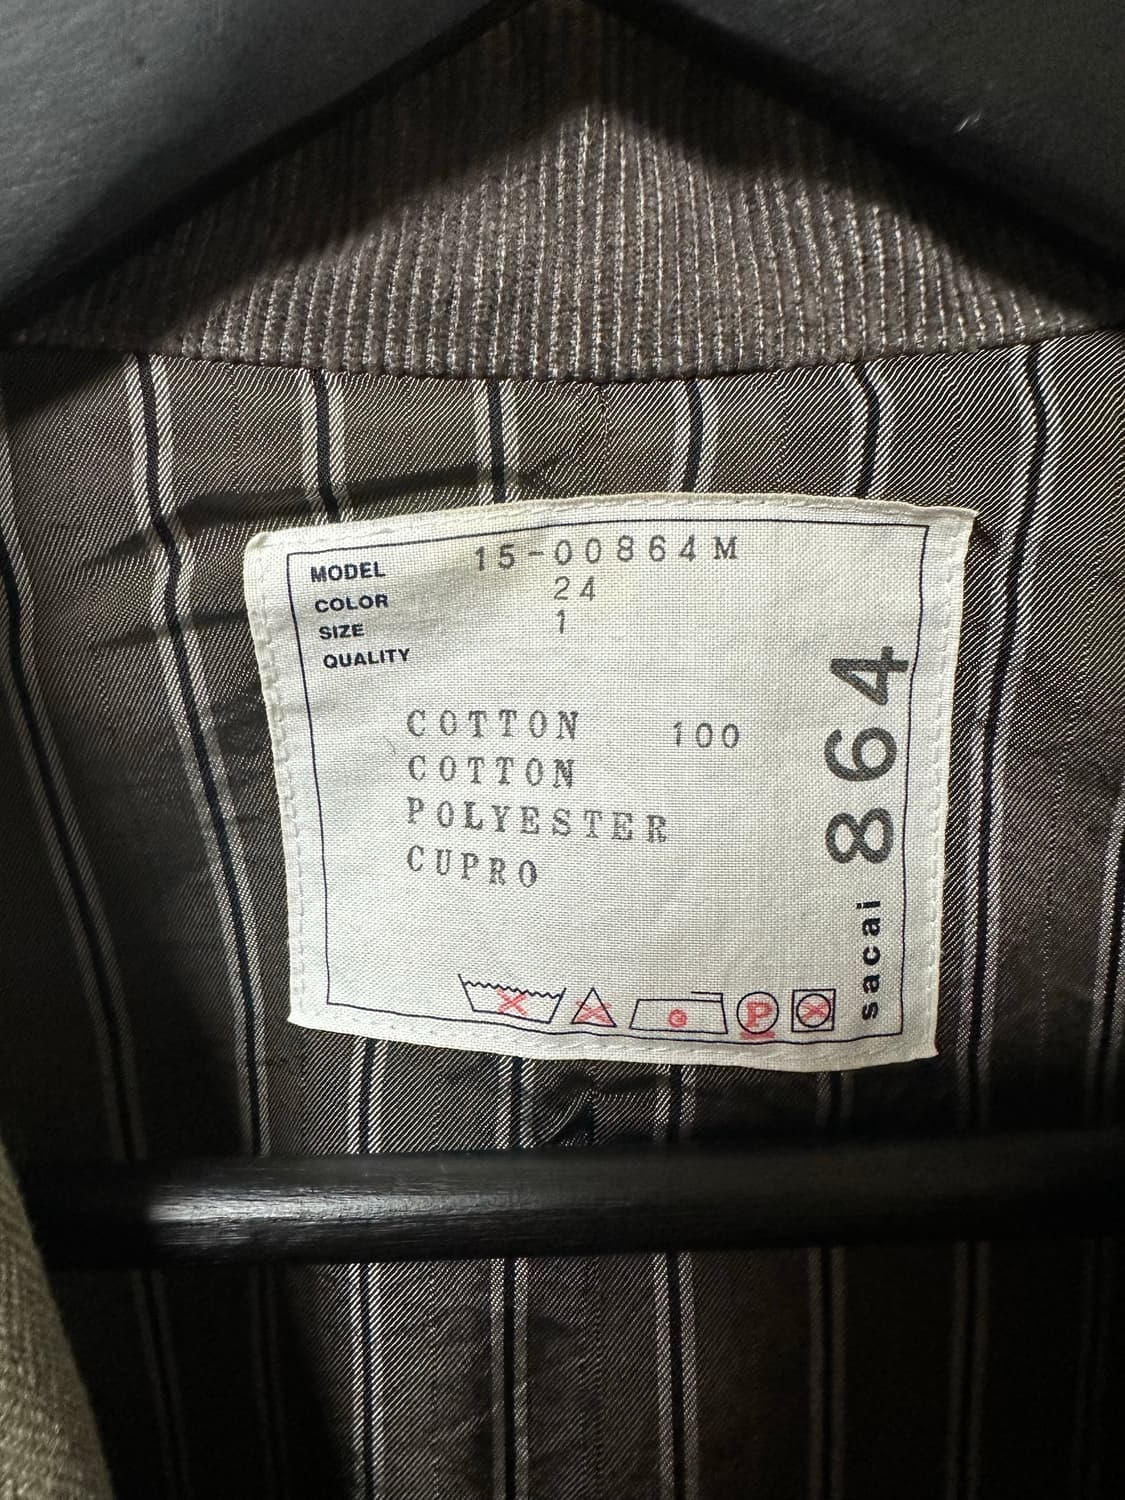 MODEL 15-00864M
COLOR 24
SIZE 1
QUALITY
COTTON 100
COTTON
POLYESTER
CUPRO
P
sacai 864